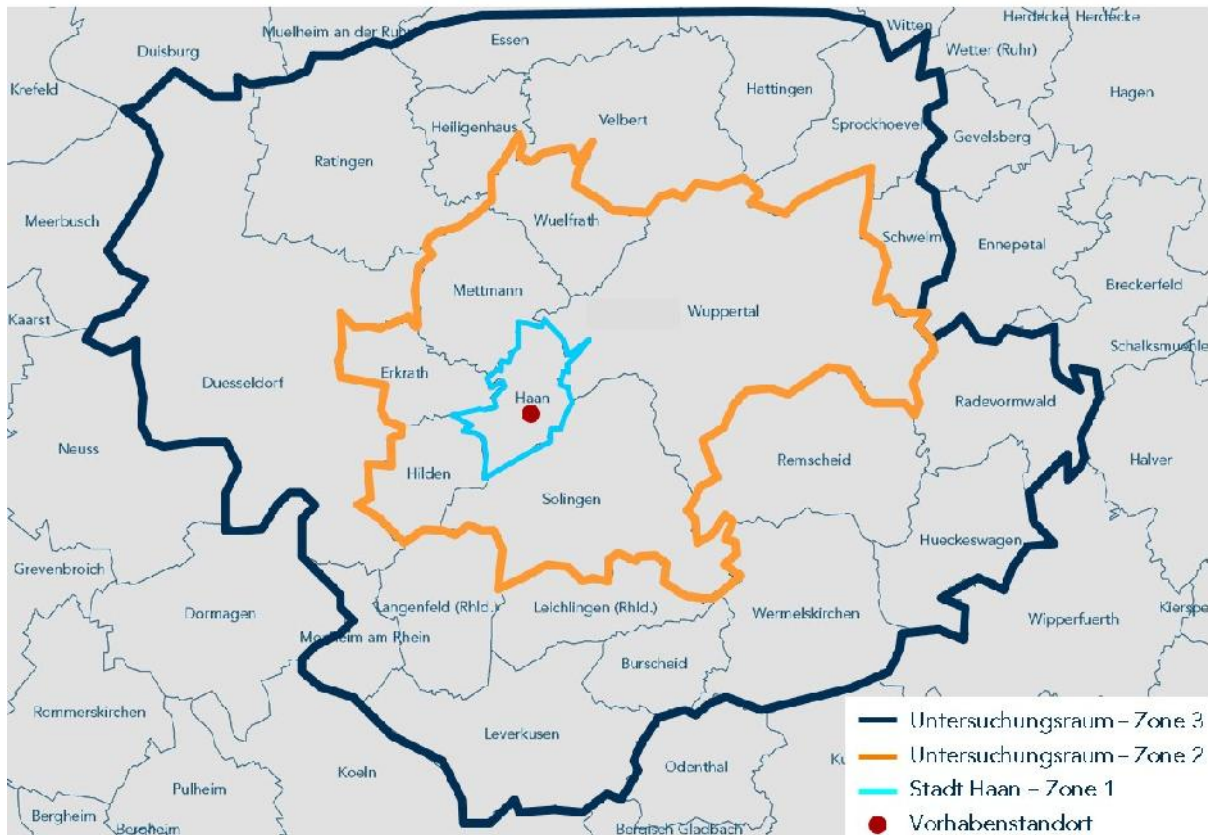 Herdecke Herdecke
Witten
Muelheim an der Ruhr
Essen
Duisburg
Wetter (Ruhr)
Krefeld
Hattingen
Hagen
Velbert
Heiligenhaus
Sprockhoevel
Gevelsberg
Ratingen
Meerbusch
Wuelfrath
Schwelm
Ennepetal
Mettmann
Breckerfeld
Wuppertal
Kaarst
Schalksmuehle
Erkrath
Duesseldorf
Haan
Radevormwald
Neuss
Remscheid
Halver
Hilden
Solingen
Hueckeswagen
Grevenbroich
Langenfeld (Rhld.)
Leichlingen (Rhld.)
Dormagen
Wermelskirchen
Wipperfuerth
Monheim am Rhein
Burscheid
Rommerskirchen
Leverkusen
Koeln
Odenthal
Pulheim
Bergheim
Bergisch Gladbach
Untersuchungsraum – Zone 3
Untersuchungsraum – Zone 2
Stadt Haan – Zone 1
Vorhabenstandort